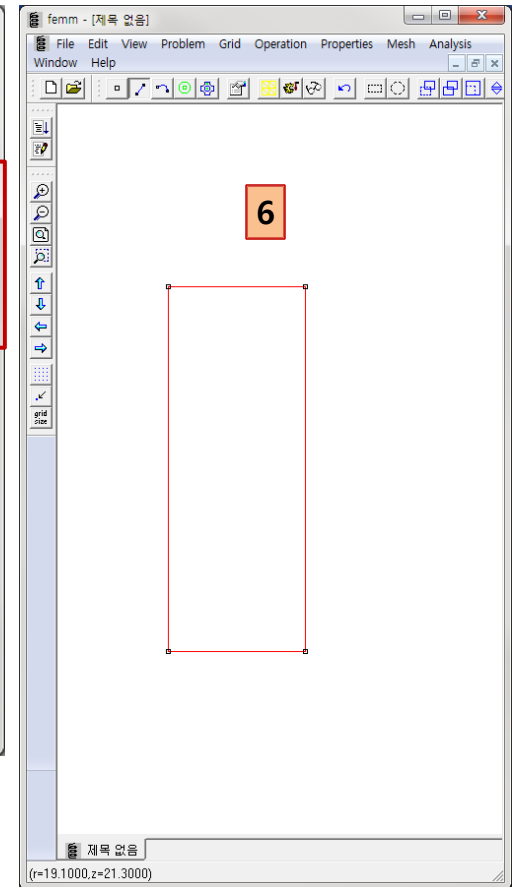 femm - [제목 없음]
File Edit View Problem Grid Operation Properties Mesh Analysis
Window Help
6
grid
size
제목 없음
(r=19.1000,z=21.3000)